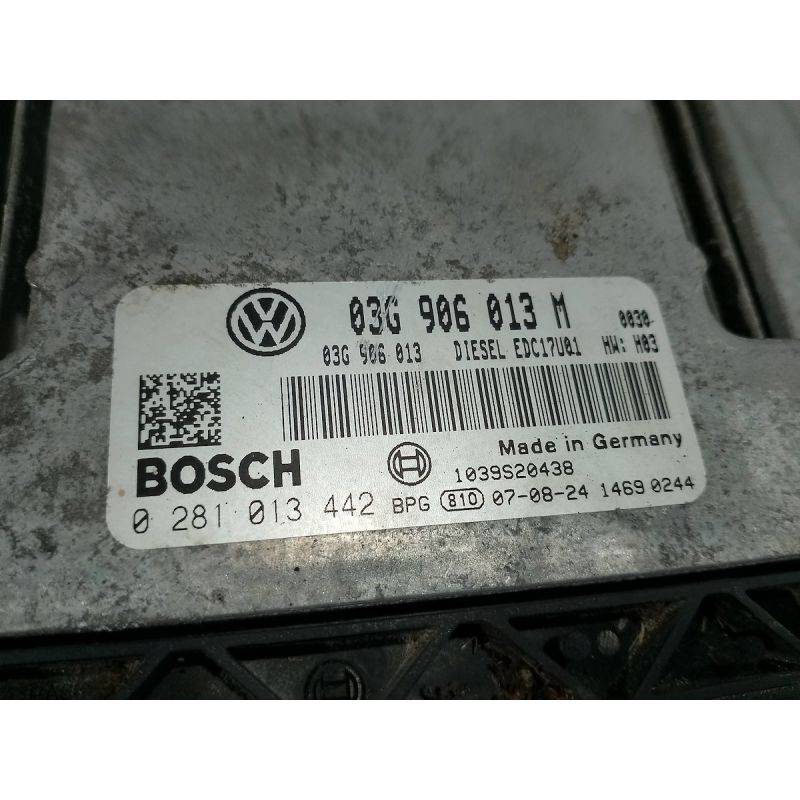 03G 906 013 M 0030
03G 906 013 DIESEL EDC17U01 HW: H03
Made in Germany
BOSCH 1039S20438
0 281 013 442 BPG 810 07-08-24 1469 0244